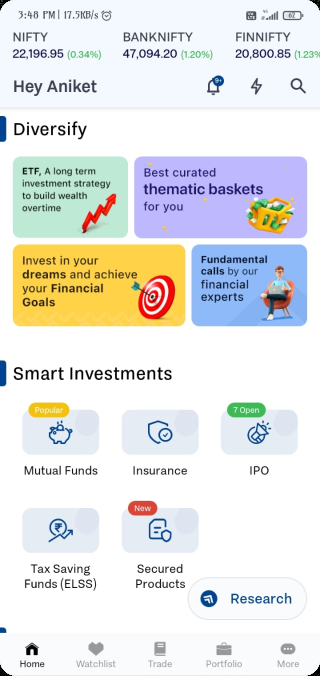 3:48 PM | 17.5KB/s
62
NIFTY BANKNIFTY FINNIFTY
22,196.95 (0.34%) 47,094.20 (1.20%) 20,800.85 (1.23%
Hey Aniket
9+
Diversify
ETF, A long term
investment strategy
to build wealth
overtime
Best curated
thematic baskets
for you
Invest in your
dreams and achieve
your Financial
Goals
Fundamental
calls by our
financial
experts
Smart Investments
Popular
7 Open
Mutual Funds Insurance IPO
New
Tax Saving
Funds (ELSS)
Secured
Products
Research
Home Watchlist Trade Portfolio More